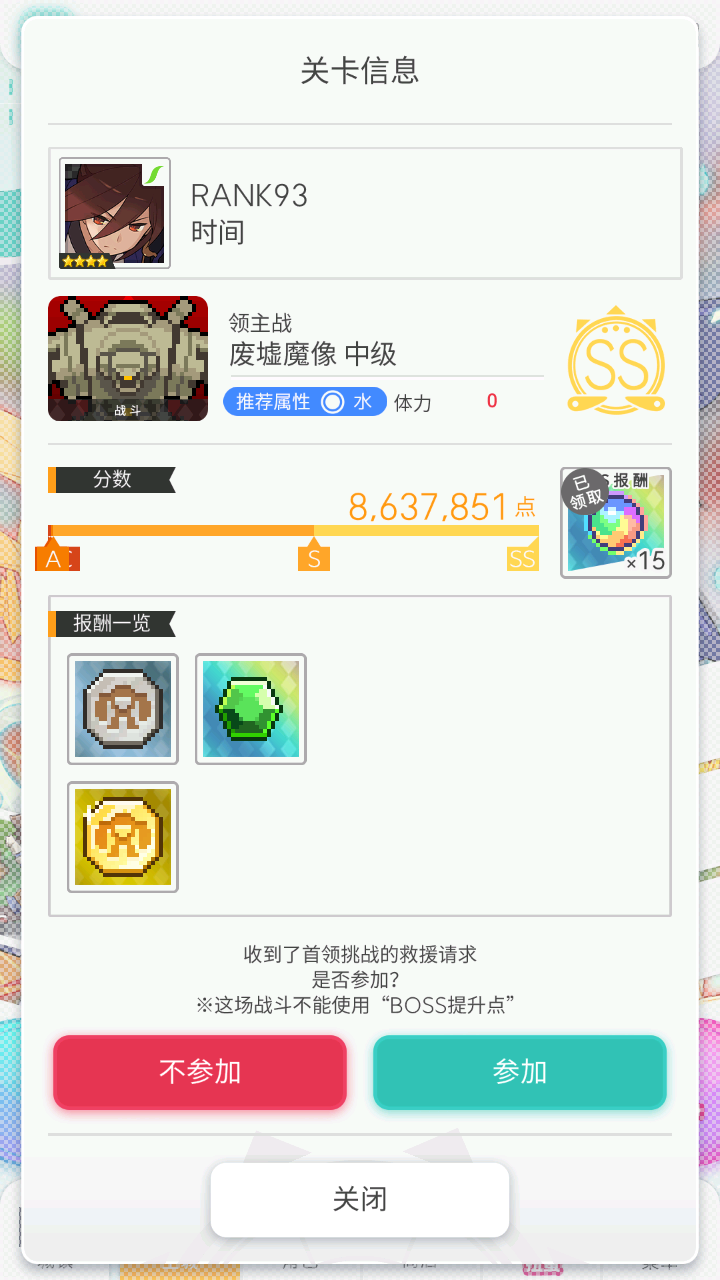 关卡信息
RANK93
时间
领主战
废墟魔像 中级
SS
战斗
推荐属性 水 体力 0
分数
8,637,851点
A
S
SS
S报酬
已
领取
×15
报酬一览
收到了首领挑战的救援请求
是否参加?
※这场战斗不能使用“BOSS提升点”
不参加
参加
关闭